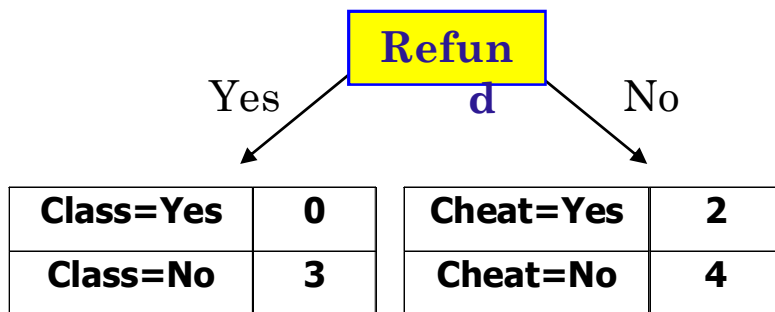 Refun
d
Yes
No
Class=Yes 0
Class=No 3
Cheat=Yes 2
Cheat=No 4